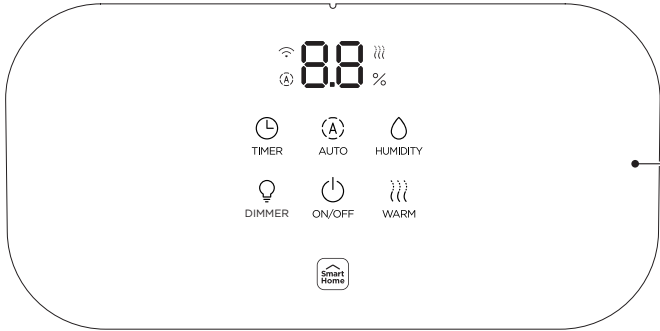 8.8
A
%
A
TIMER AUTO HUMIDITY
DIMMER ON/OFF WARM
Smart
Home